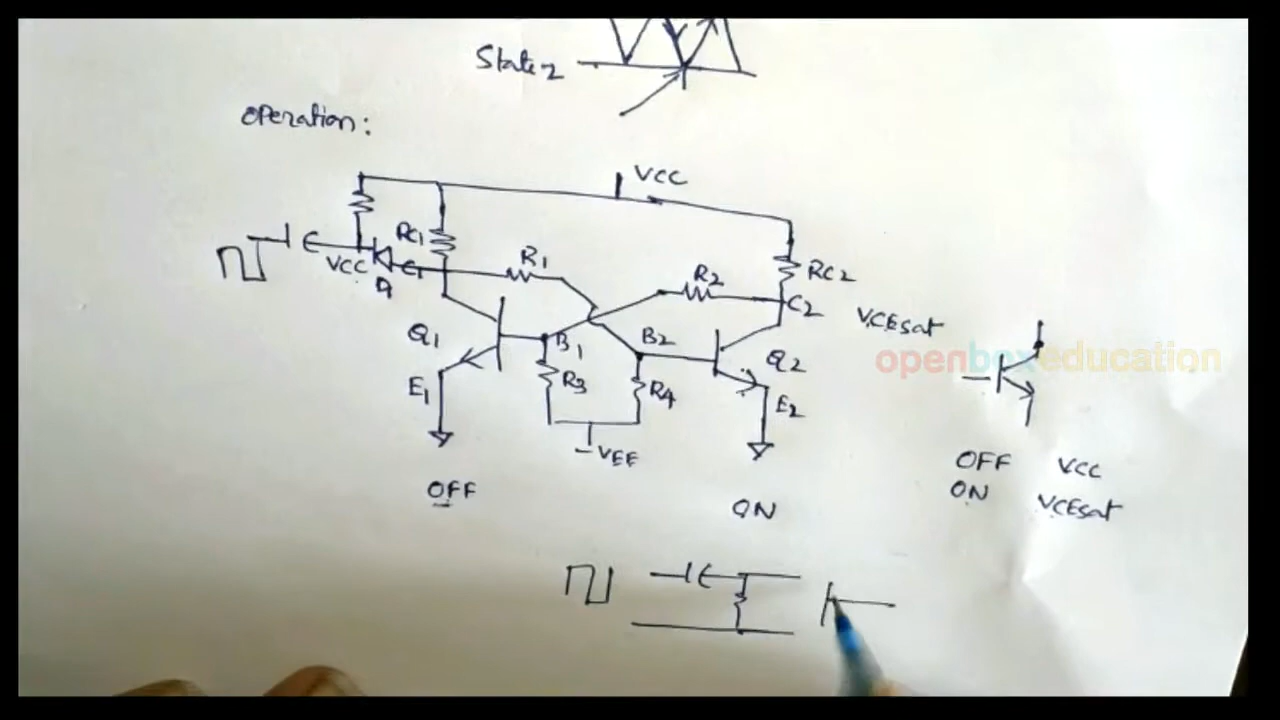 State 2
operation:
VCC
RC1
R1
R2
RC2
VCC
D
C2
VCEsat
Q1
B1
B2
Q2
openboxeducation
E1
R3
R4
E2
-VEE
OFF VCC
OFF
ON VCEsat
ON